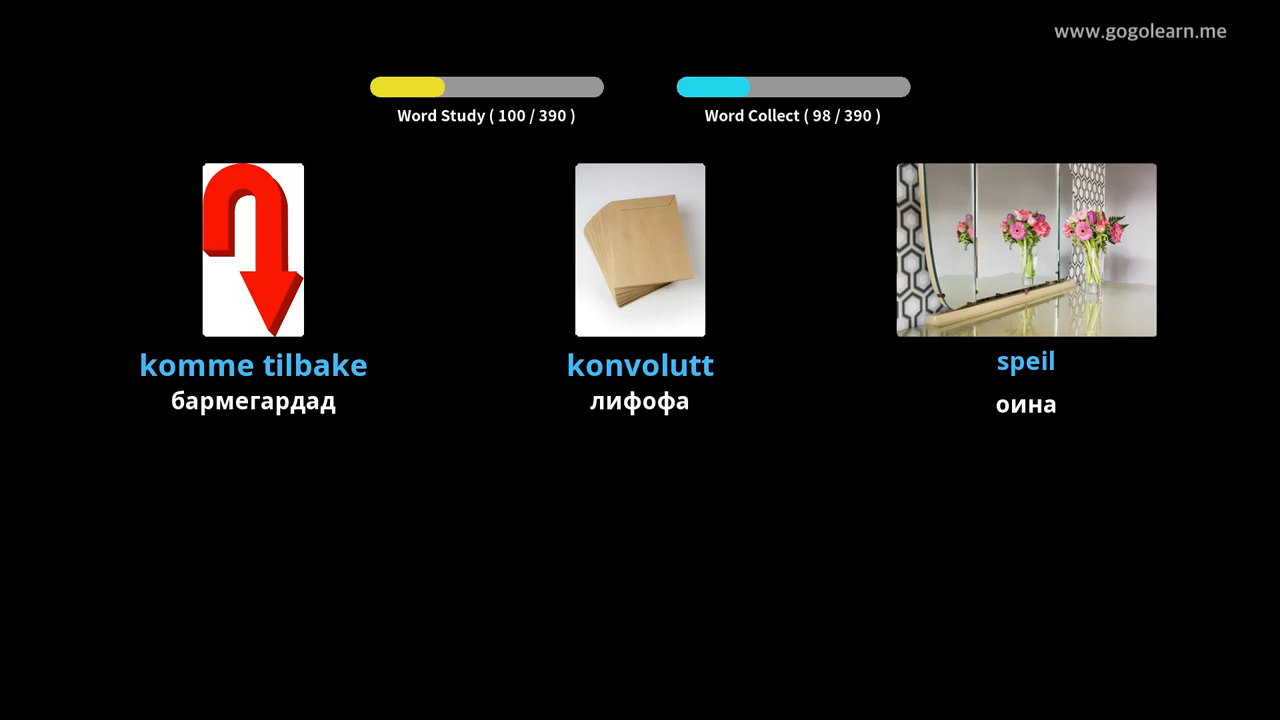 www.gogolearn.me
Word Study ( 100 / 390 )
Word Collect ( 98 / 390 )
komme tilbake
бармегардад
konvolutt
лифофа
speil
оина